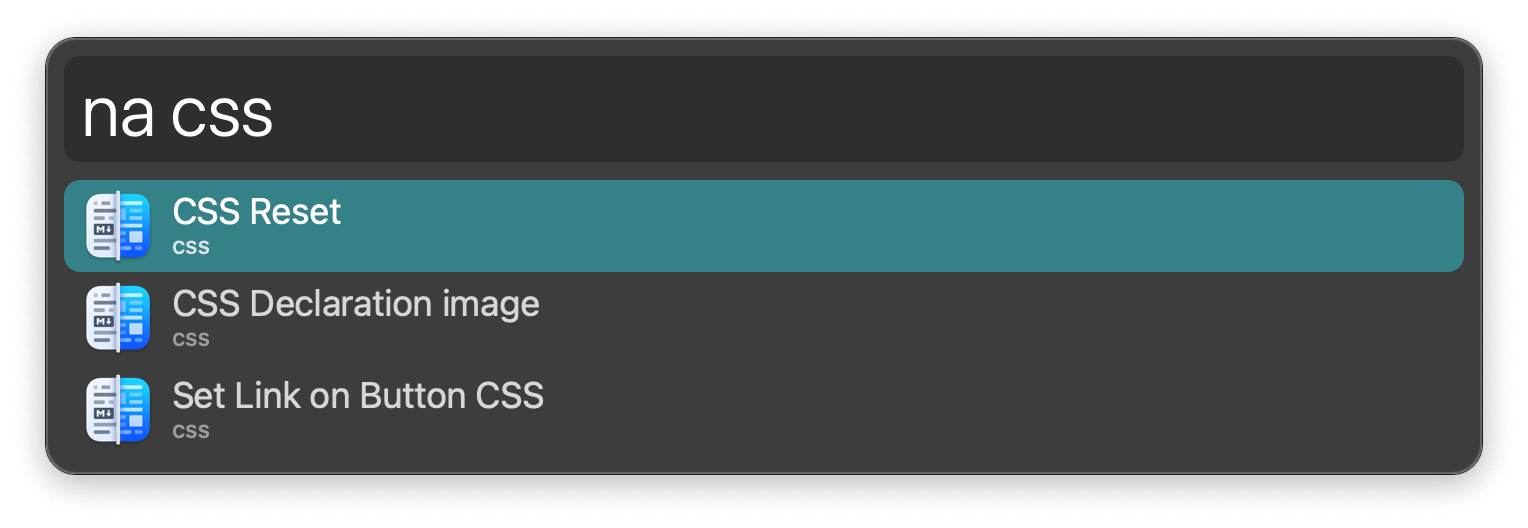 na css
CSS Reset
css
CSS Declaration image
css
Set Link on Button CSS
css